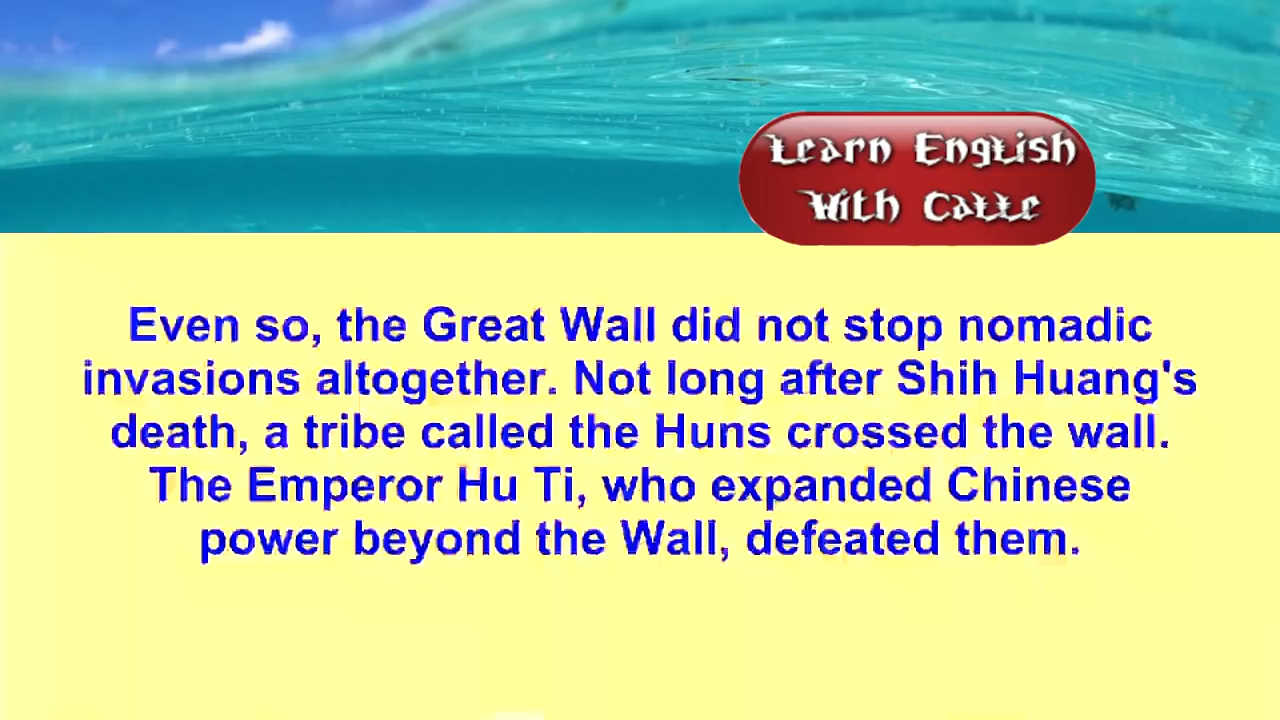 Learn English
With Calle
Even so, the Great Wall did not stop nomadic
invasions altogether. Not long after Shih Huang's
death, a tribe called the Huns crossed the wall.
The Emperor Hu Ti, who expanded Chinese
power beyond the Wall, defeated them.